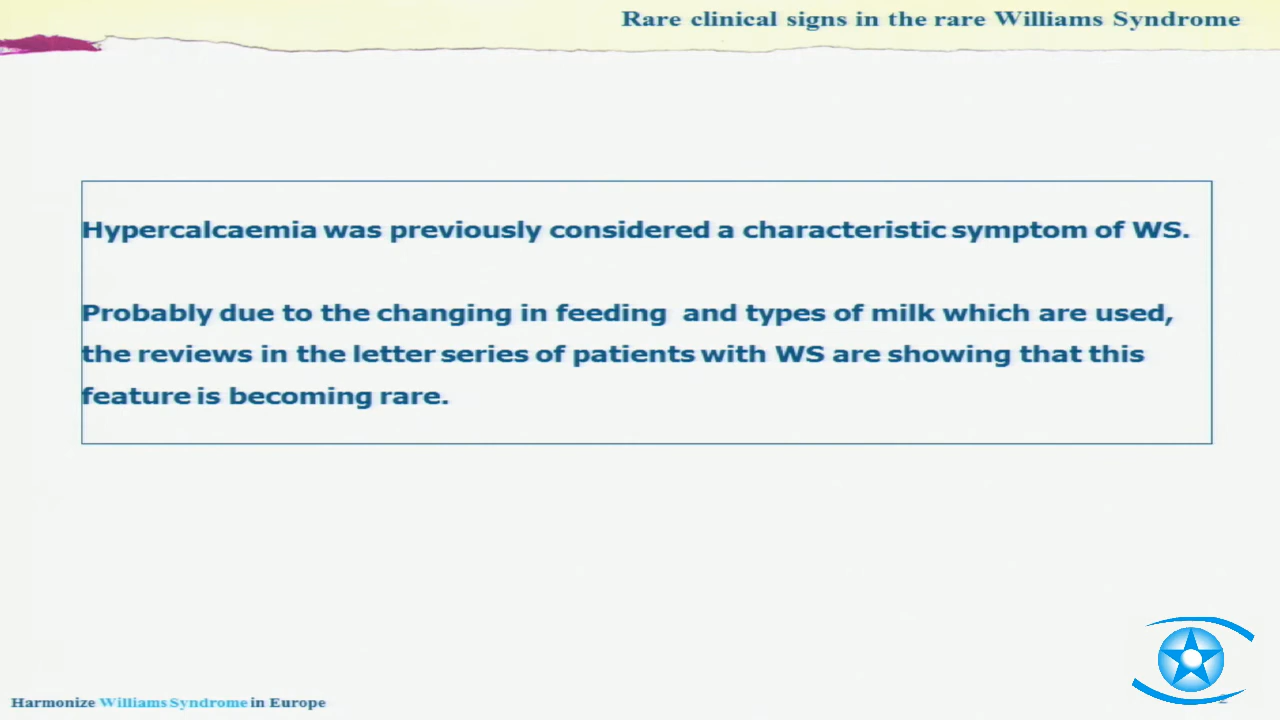 Rare clinical signs in the rare Williams Syndrome
Hypercalcaemia was previously considered a characteristic symptom of WS.
Probably due to the changing in feeding and types of milk which are used,
the reviews in the letter series of patients with WS are showing that this
feature is becoming rare.
Harmonize Williams Syndrome in Europe